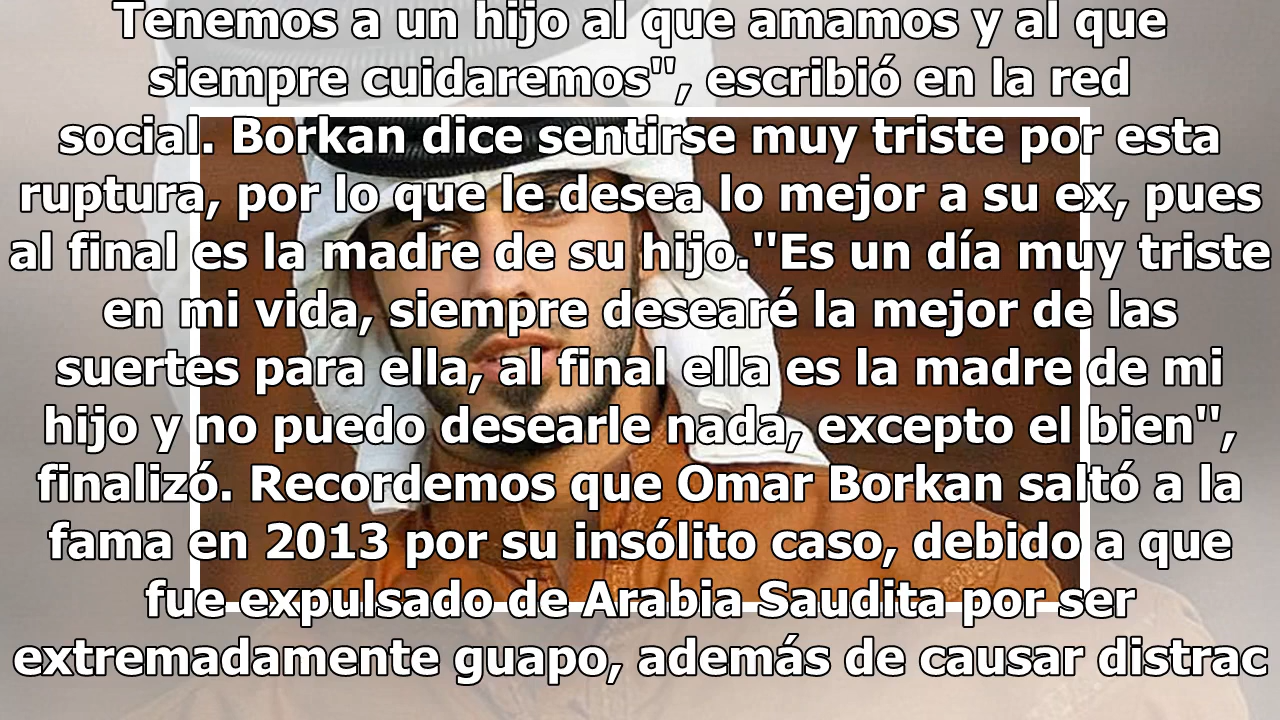 Tenemos a un hijo al que amamos y al que
siempre cuidaremos", escribió en la red
social. Borkan dice sentirse muy triste por esta
ruptura, por lo que le desea lo mejor a su ex, pues
al final es la madre de su hijo."Es un día muy triste
en mi vida, siempre desearé la mejor de las
suertes para ella, al final ella es la madre de mi
hijo y no puedo desearle nada, excepto el bien",
finalizó. Recordemos que Omar Borkan saltó a la
fama en 2013 por su insólito caso, debido a que
fue expulsado de Arabia Saudita por ser
extremadamente guapo, además de causar distrac